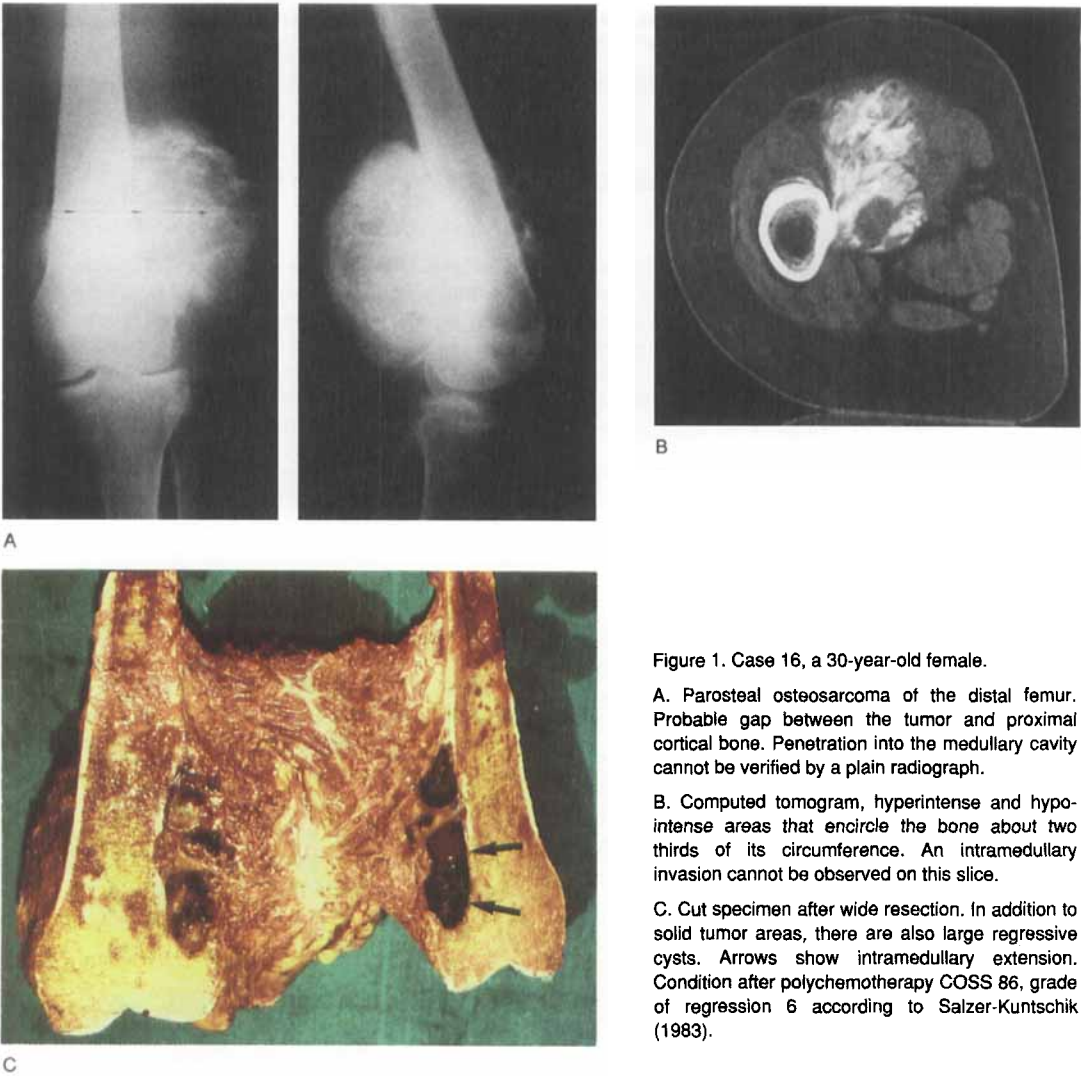 A
B
C
Figure 1. Case 16, a 30-year-old female.
A. Parosteal osteosarcoma of the distal femur.
Probable gap between the tumor and proximal
cortical bone. Penetration into the medullary cavity
cannot be verified by a plain radiograph.
B. Computed tomogram, hyperintense and hypo-
intense areas that encircle the bone about two
thirds of its circumference. An intramedullary
invasion cannot be observed on this slice.
C. Cut specimen after wide resection. In addition to
solid tumor areas, there are also large regressive
cysts. Arrows show intramedullary extension.
Condition after polychemotherapy COSS 86, grade
of regression 6 according to Salzer-Kuntschik
(1983).